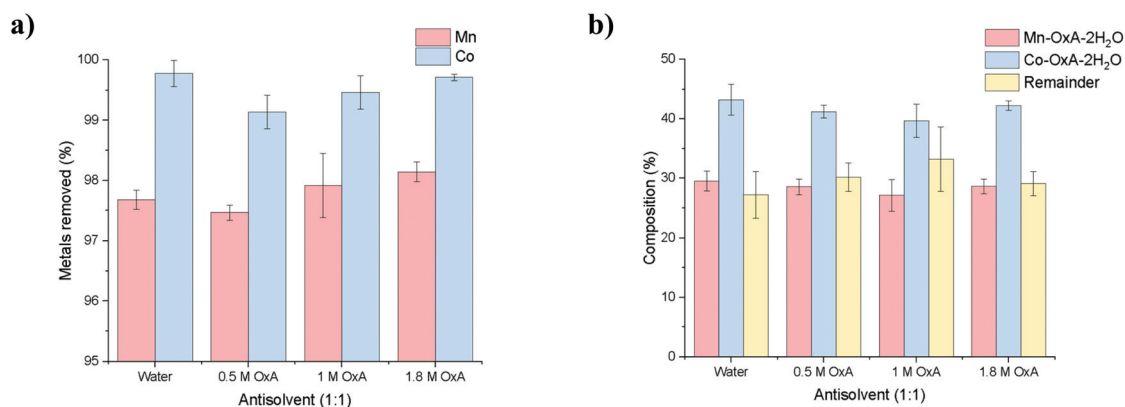 a)
Mn
Co
100
99
98
97
96
95
Metals removed (%)
Water 0.5 M OxA 1 M OxA 1.8 M OxA
Antisolvent (1:1)
b)
Mn-OxA-2H₂O
Co-OxA-2H₂O
Remainder
50
40
30
20
10
0
Composition (%)
Water 0.5 M OxA 1 M OxA 1.8 M OxA
Antisolvent (1:1)